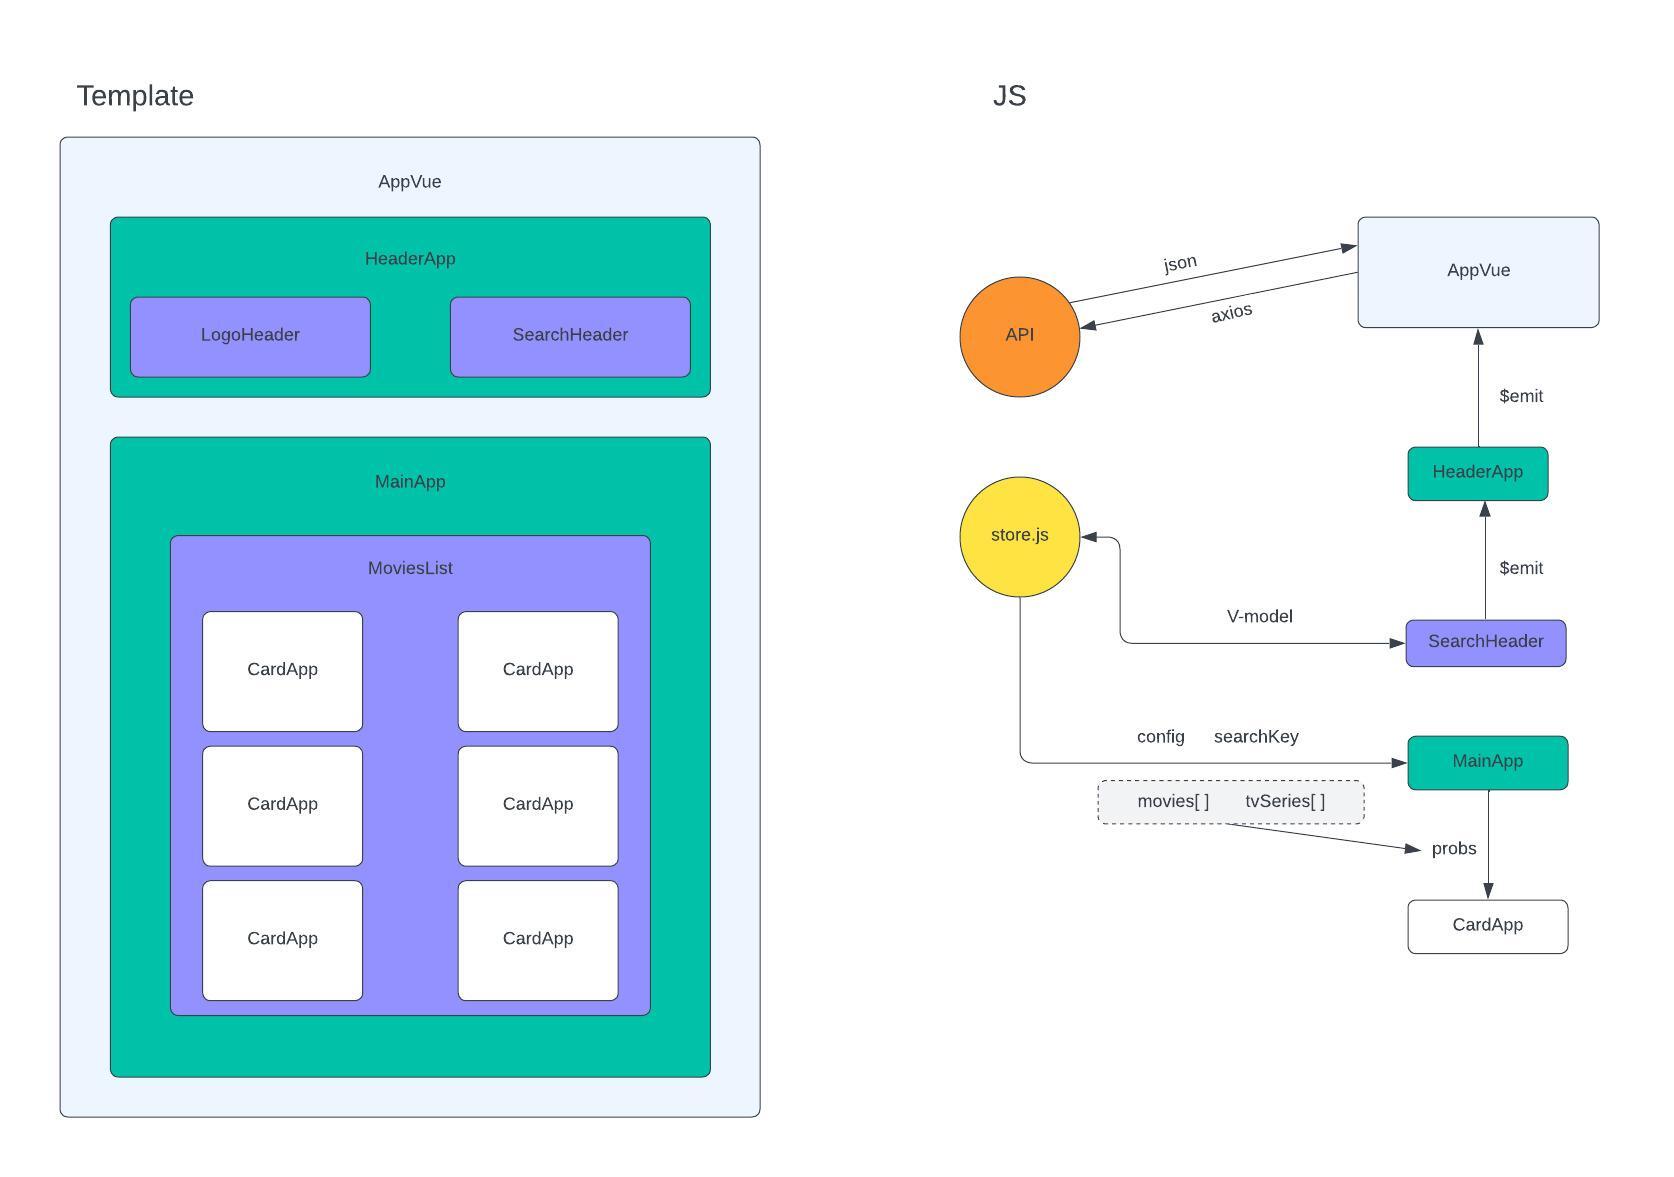 Template
AppVue
HeaderApp
LogoHeader
SearchHeader
MainApp
MoviesList
CardApp
CardApp
CardApp
CardApp
CardApp
CardApp
JS
json
axios
API
AppVue
$emit
HeaderApp
$emit
store.js
V-model
SearchHeader
config searchKey
MainApp
movies[ ] tvSeries[ ]
probs
CardApp